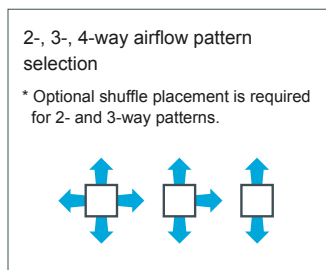 2-, 3-, 4-way airflow pattern
selection
* Optional shuffle placement is required
for 2- and 3-way patterns.